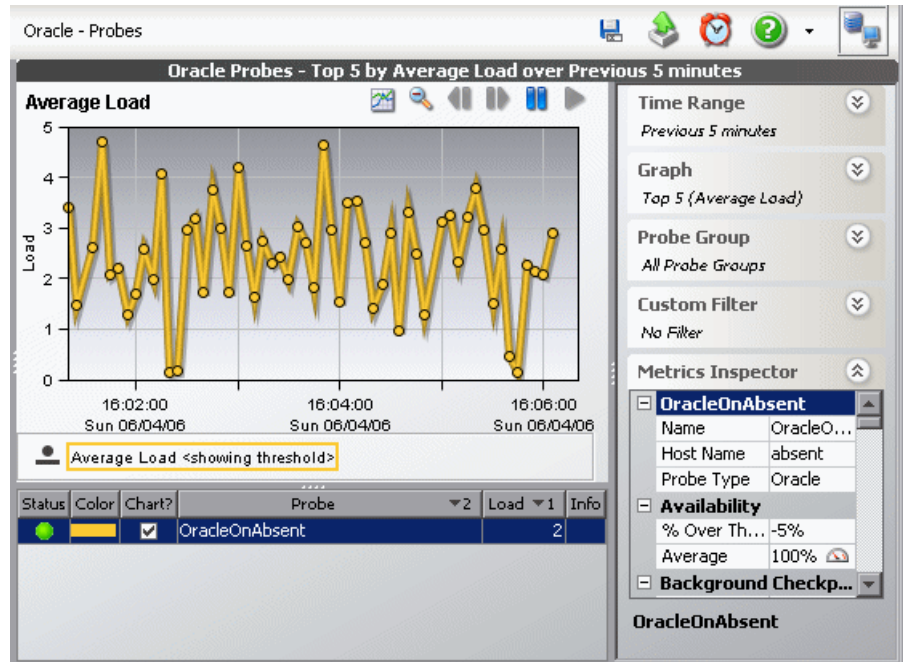 Oracle - Probes
Oracle Probes - Top 5 by Average Load over Previous 5 minutes
Average Load
5
4
3
2
1
0
Load
16:02:00 16:04:00 16:06:00
Sun 06/04/06 Sun 06/04/06 Sun 06/04/06
Average Load <showing threshold>
Status Color Chart? Probe 2 Load 1 Info
OracleOnAbsent 2
Time Range
Previous 5 minutes
Graph
Top 5 (Average Load)
Probe Group
All Probe Groups
Custom Filter
No Filter
Metrics Inspector
OracleOnAbsent
Name OracleO...
Host Name absent
Probe Type Oracle
Availability
% Over Th... -5%
Average 100%
Background Checkp...
OracleOnAbsent